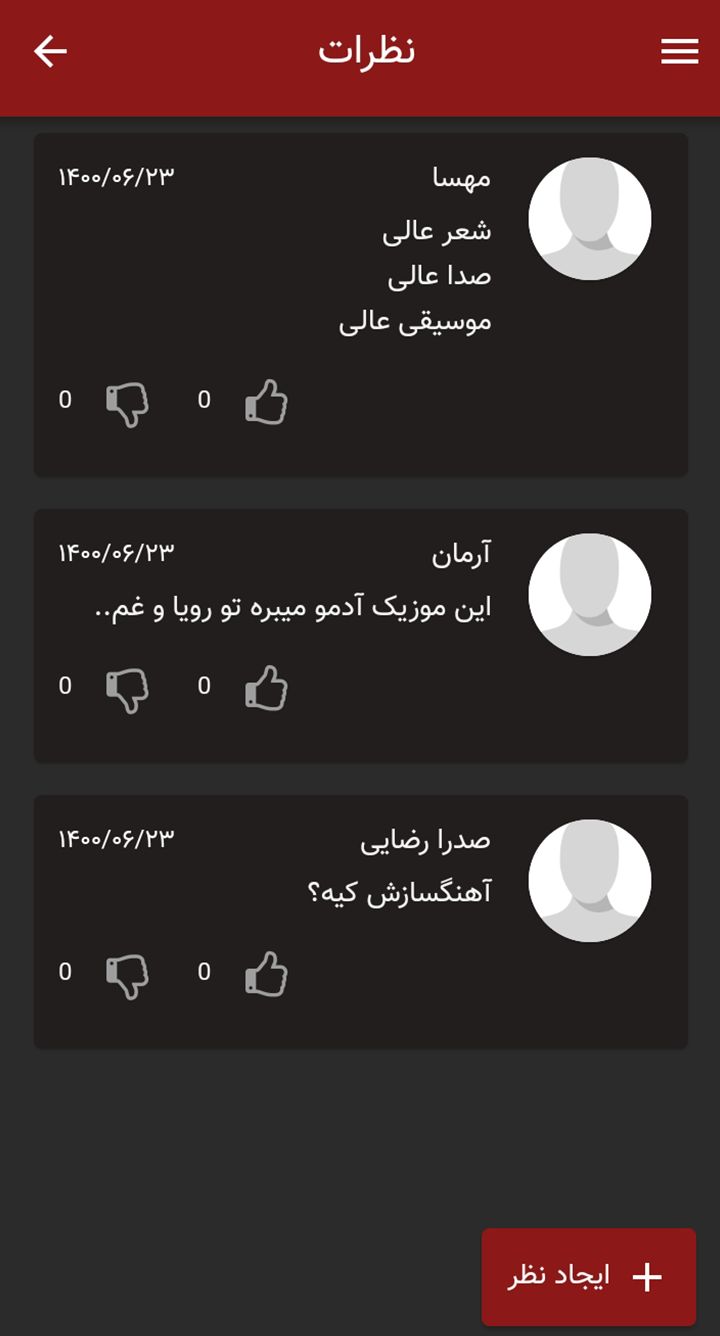 نظرات
مهسا
۱۴۰۰/۰۶/۲۳
شعر عالی
صدا عالی
موسیقی عالی
0
0
آرمان
۱۴۰۰/۰۶/۲۳
این موزیک آدمو میبره تو رویا و غم..
0
0
صدرا رضایی
۱۴۰۰/۰۶/۲۳
آهنگسازش کیه؟
0
0
ایجاد نظر